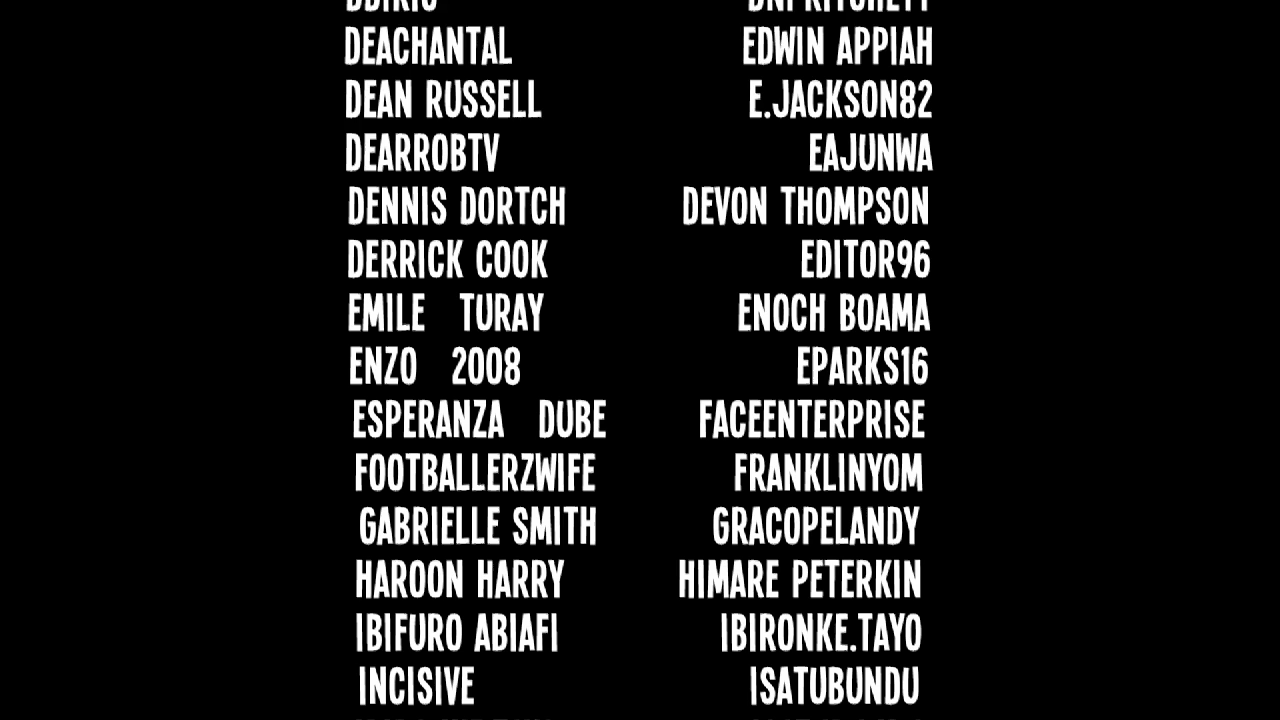 DEACHANTAL EDWIN APPIAH
DEAN RUSSELL E.JACKSON82
DEARROBTV EAJUNWA
DENNIS DORTCH DEVON THOMPSON
DERRICK COOK EDITOR96
EMILE TURAY ENOCH BOAMA
ENZO 2008 EPARKS16
ESPERANZA DUBE FACEENTERPRISE
FOOTBALLERZWIFE FRANKLINYOM
GABRIELLE SMITH GRACOPELANDY
HAROON HARRY HIMARE PETERKIN
IBIFURO ABIAFI IBIRONKE.TAYO
INCISIVE ISATUBUNDU